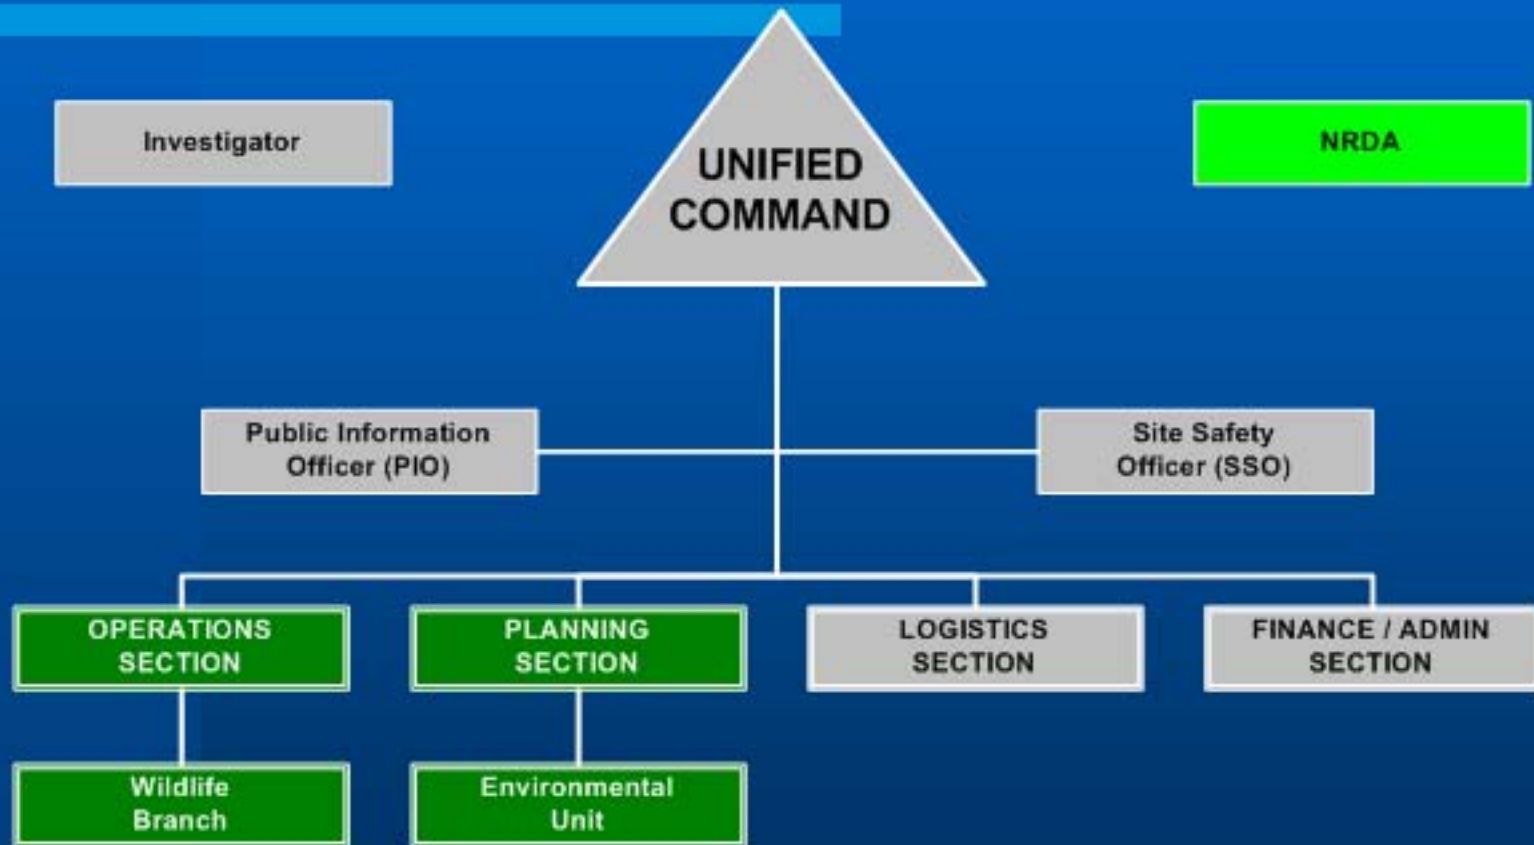 Investigator
UNIFIED
COMMAND
NRDA
Public Information
Officer (PIO)
Site Safety
Officer (SSO)
OPERATIONS
SECTION
PLANNING
SECTION
LOGISTICS
SECTION
FINANCE / ADMIN
SECTION
Wildlife
Branch
Environmental
Unit